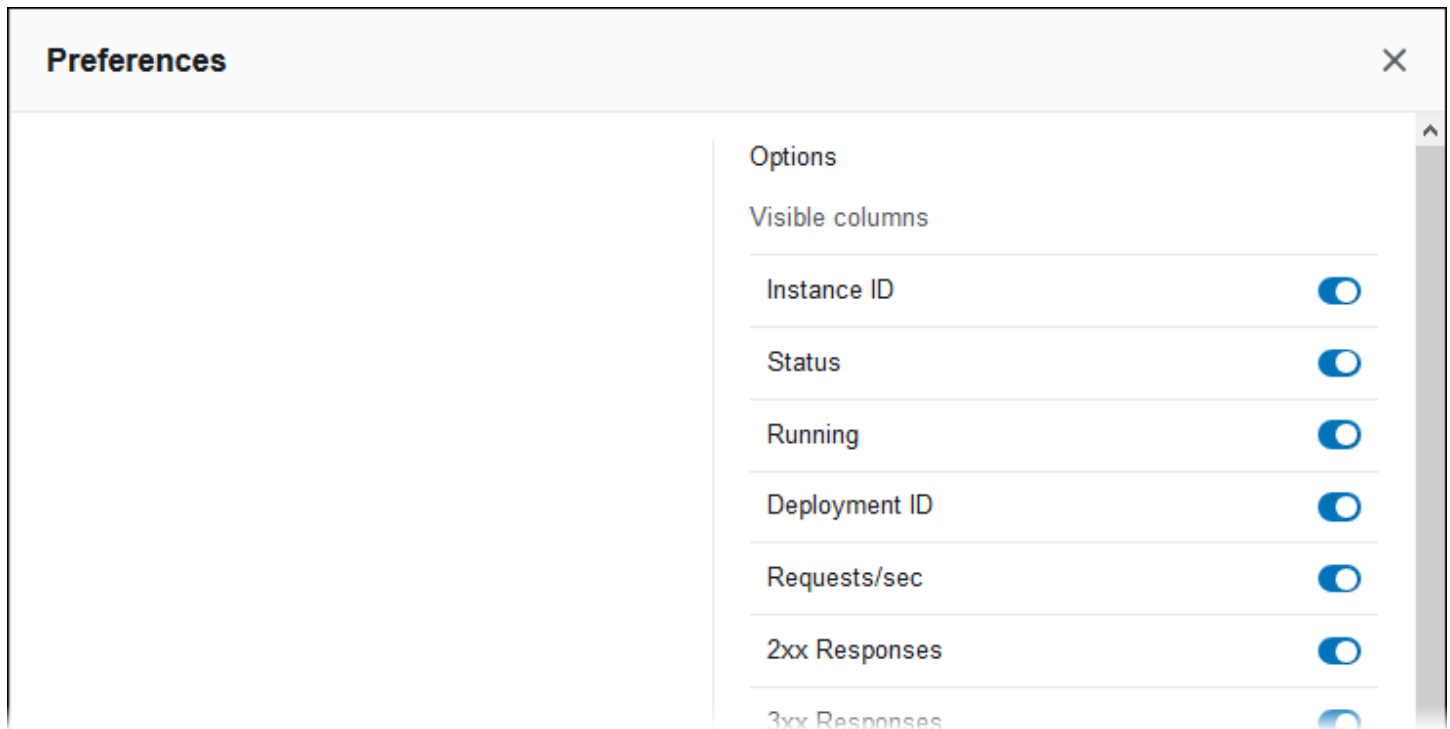 Preferences
Options
Visible columns
Instance ID
Status
Running
Deployment ID
Requests/sec
2xx Responses
3xx Responses